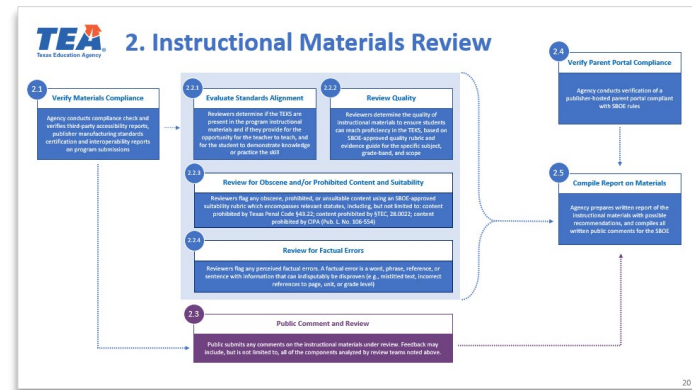 TEA
Texas Education Agency
2. Instructional Materials Review
2.1
Verify Materials Compliance
Agency conducts compliance check and
verifies third-party accessibility reports,
publisher manufacturing standards
certification and interoperability reports
on program submissions
2.2.1
Evaluate Standards Alignment
Reviewers determine if the TEKS are
present in the program instructional
materials and if they provide for the
opportunity for the teacher to teach, and
for the student to demonstrate knowledge
or practice the skill
2.2.2
Review Quality
Reviewers determine the quality of
instructional materials to ensure students
can reach proficiency in the TEKS, based on
SBOE-approved quality rubric and
evidence guide for the specific subject,
grade-band, and scope
2.2.3
Review for Obscene and/or Prohibited Content and Suitability
Reviewers flag any obscene, prohibited, or unsuitable content using an SBOE-approved
suitability rubric which encompasses relevant statutes, including, but not limited to: content
prohibited by Texas Penal Code §43.22; content prohibited by §TEC, 28.0022; content
prohibited by CIPA (Pub. L. No. 106-554)
2.2.4
Review for Factual Errors
Reviewers flag any perceived factual errors. A factual error is a word, phrase, reference, or
sentence with information that can indisputably be disproven (e.g., mistitled text, incorrect
references to page, unit, or grade level)
2.3
Public Comment and Review
Public submits any comments on the instructional materials under review. Feedback may
include, but is not limited to, all of the components analyzed by review teams noted above.
2.4
Verify Parent Portal Compliance
Agency conducts verification of a
publisher-hosted parent portal compliant
with SBOE rules
2.5
Compile Report on Materials
Agency prepares written report of the
instructional materials with possible
recommendations, and compiles all
written public comments for the SBOE
20